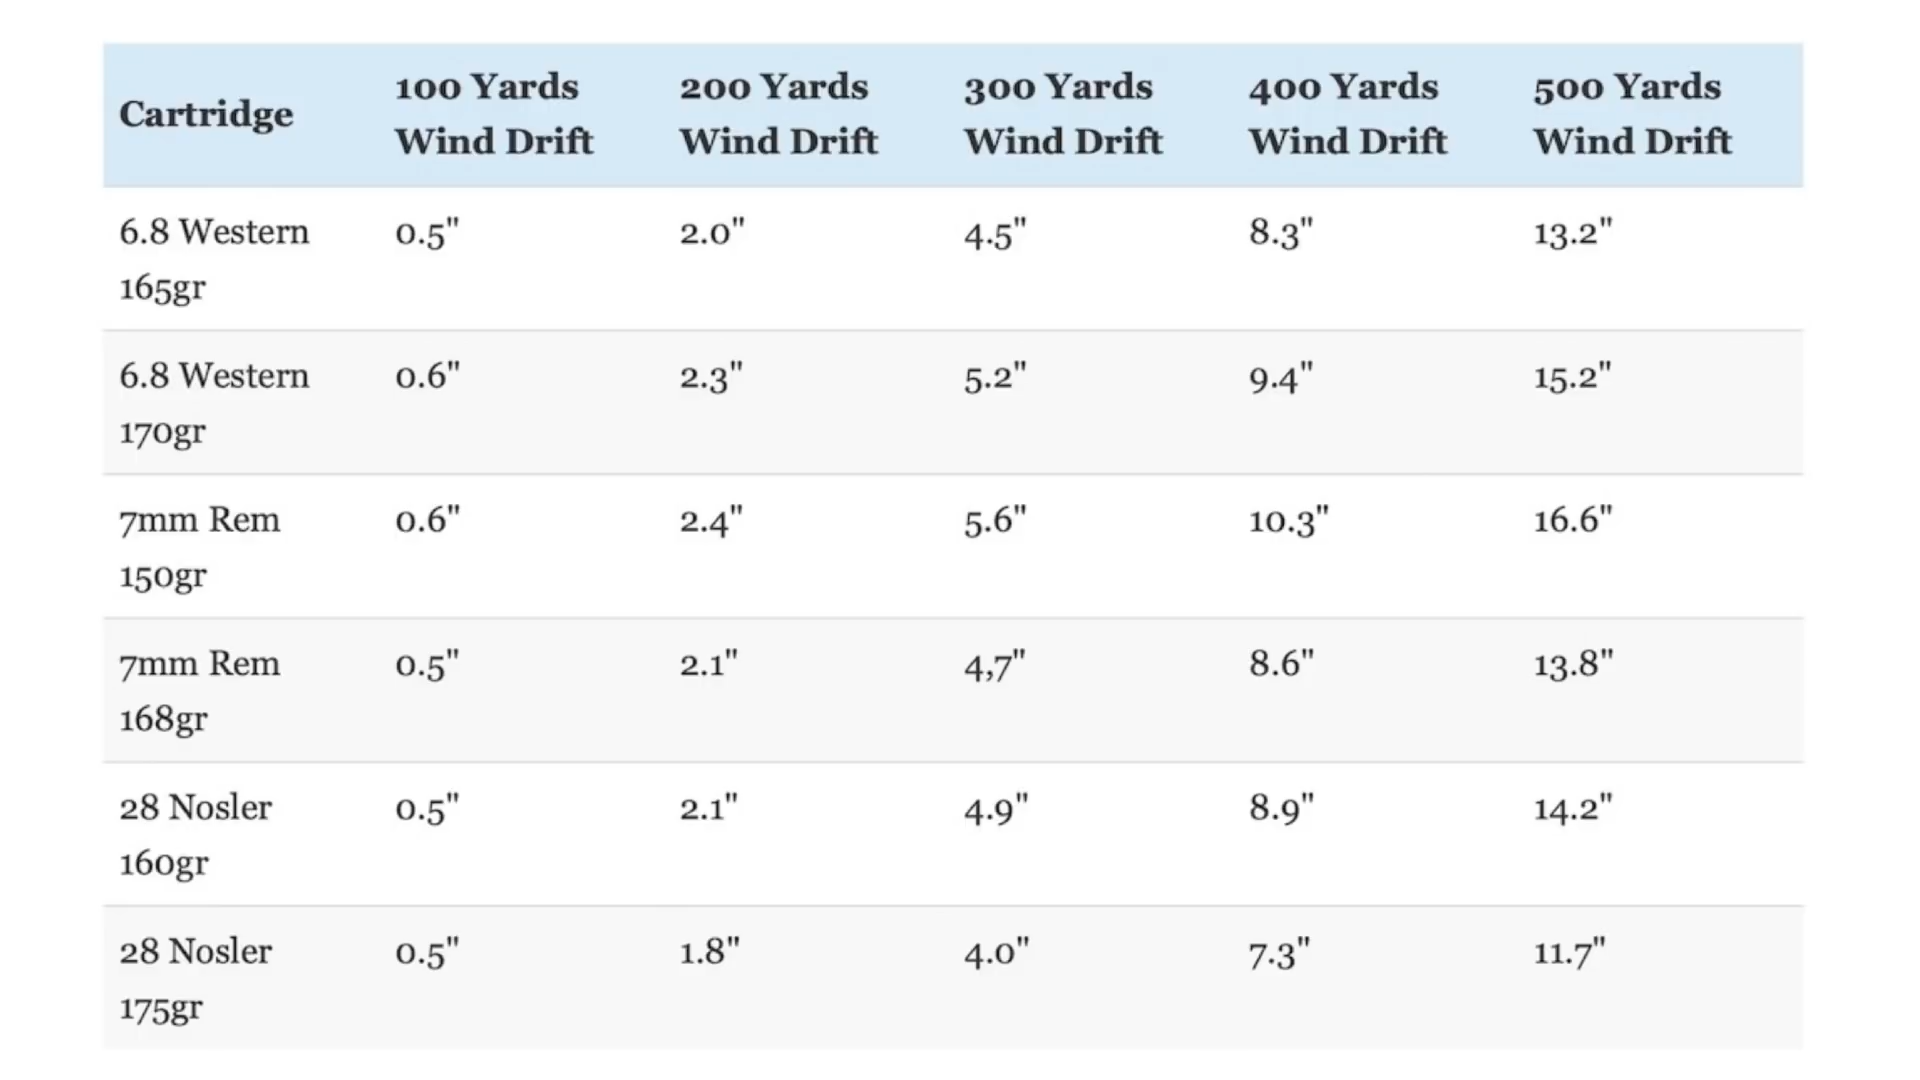 Cartridge 100 Yards Wind Drift 200 Yards Wind Drift 300 Yards Wind Drift 400 Yards Wind Drift 500 Yards Wind Drift
6.8 Western 165gr 0.5" 2.0" 4.5" 8.3" 13.2"
6.8 Western 170gr 0.6" 2.3" 5.2" 9.4" 15.2"
7mm Rem 150gr 0.6" 2.4" 5.6" 10.3" 16.6"
7mm Rem 168gr 0.5" 2.1" 4,7" 8.6" 13.8"
28 Nosler 160gr 0.5" 2.1" 4.9" 8.9" 14.2"
28 Nosler 175gr 0.5" 1.8" 4.0" 7.3" 11.7"